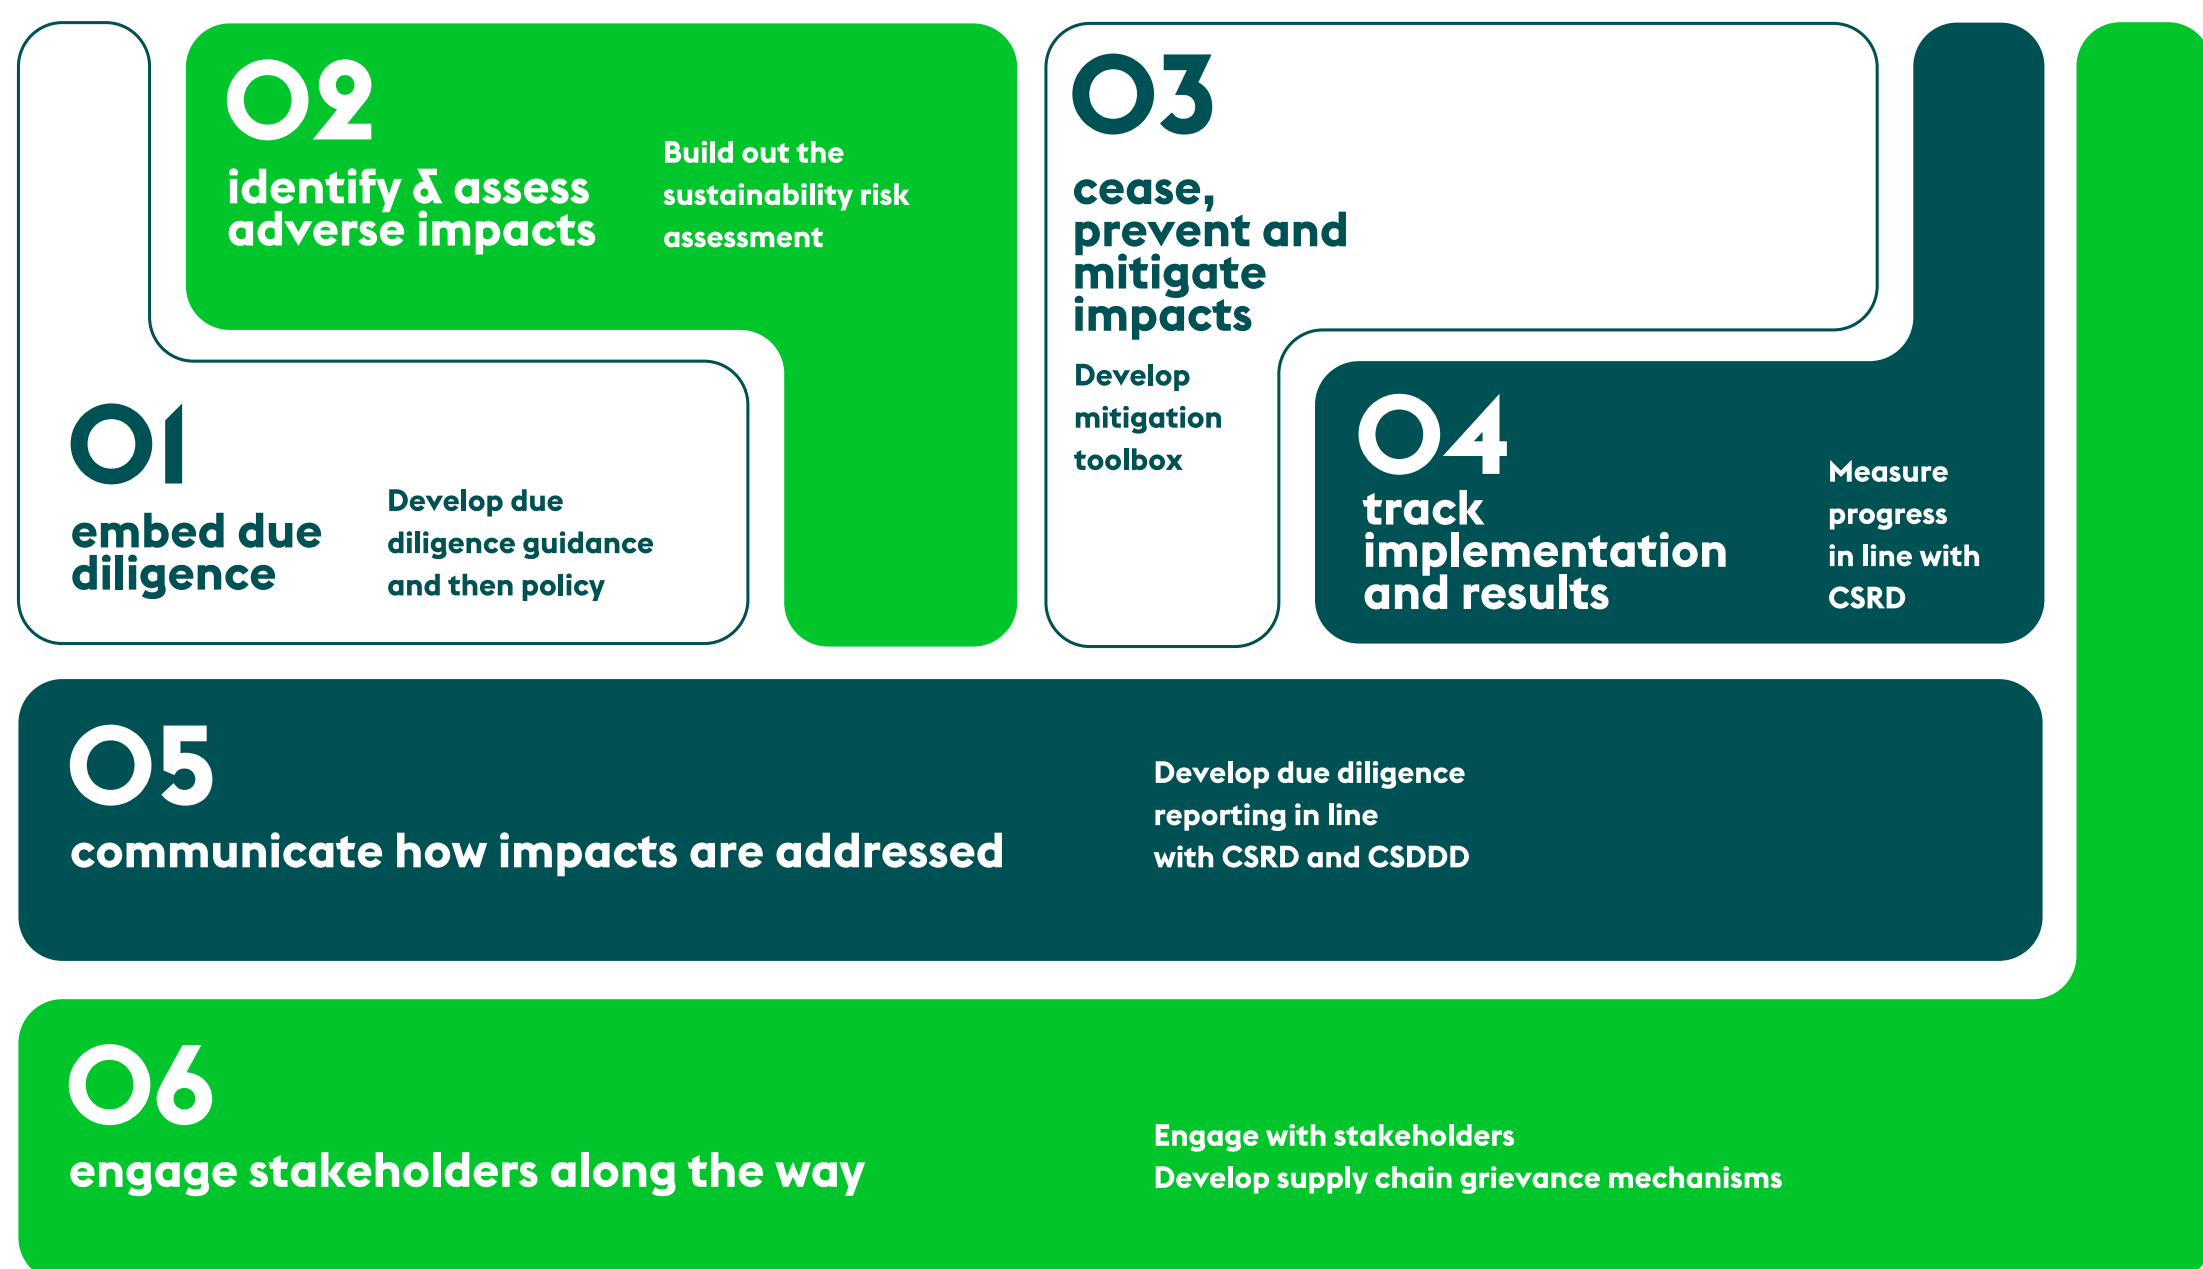 01
embed due
diligence
Develop due
diligence guidance
and then policy
02
identify & assess
adverse impacts
Build out the
sustainability risk
assessment
03
cease,
prevent and
mitigate
impacts
Develop
mitigation
toolbox
04
track
implementation
and results
Measure
progress
in line with
CSRD
05
communicate how impacts are addressed
Develop due diligence
reporting in line
with CSRD and CSDDD
06
engage stakeholders along the way
Engage with stakeholders
Develop supply chain grievance mechanisms